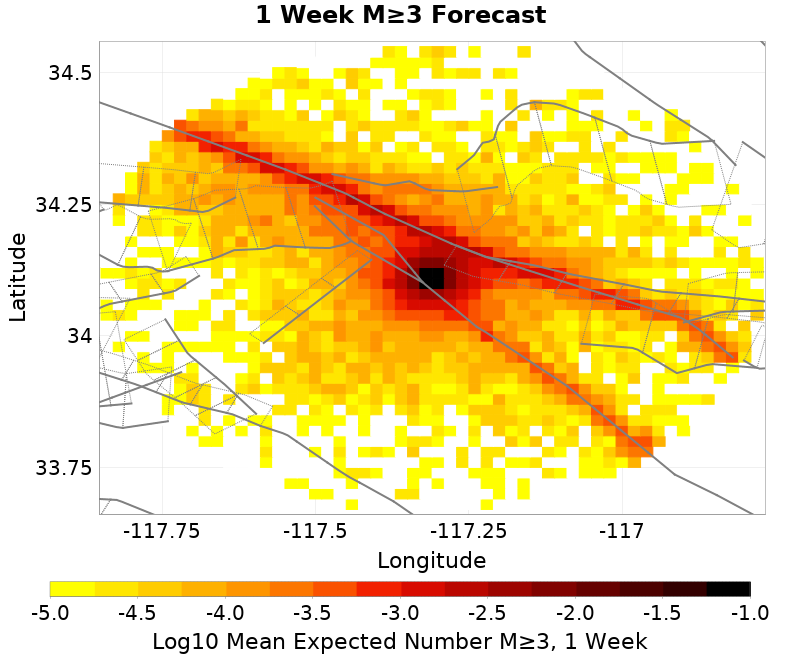 1 Week M≥3 Forecast
34.5
34.25
34
33.75
Latitude
-117.75 -117.5 -117.25 -117
Longitude
-5.0 -4.5 -4.0 -3.5 -3.0 -2.5 -2.0 -1.5 -1.0
Log10 Mean Expected Number M≥3, 1 Week